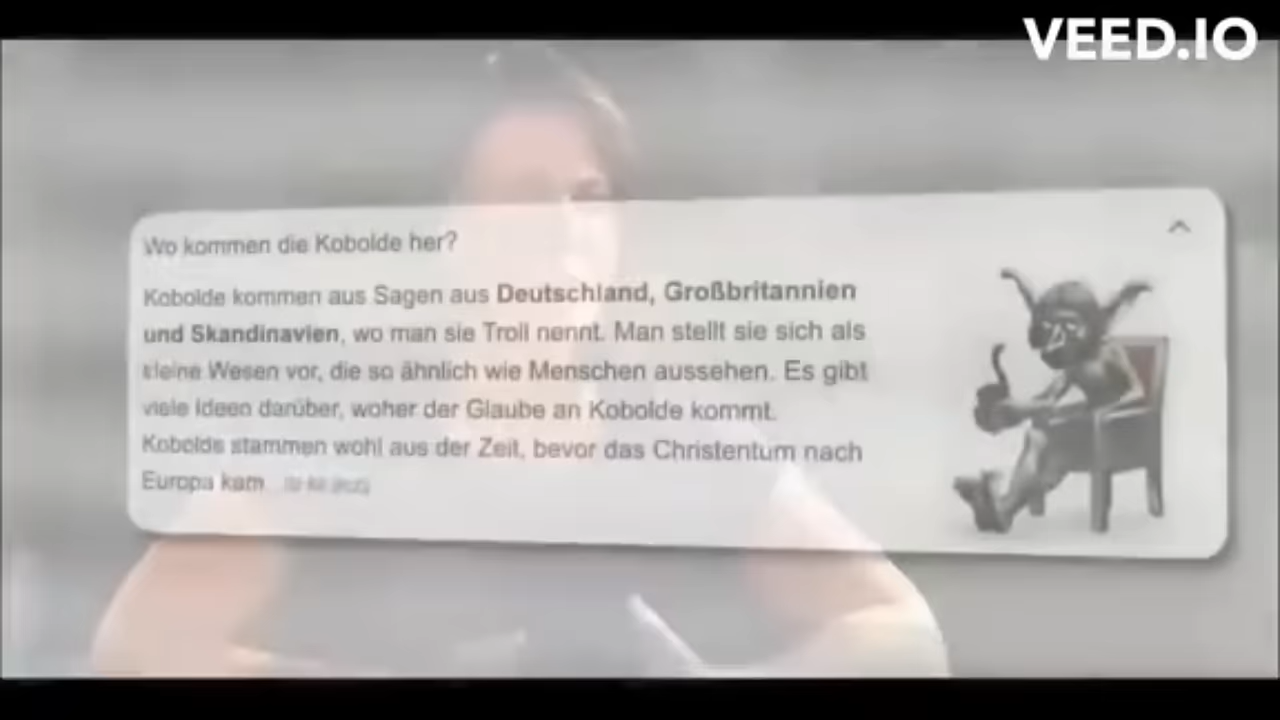 VEED.IO
Wo kommen die Kobolde her?
Kobolde kommen aus Sagen aus Deutschland, Großbritannien
und Skandinavien, wo man sie Troll nennt. Man stellt sie sich als
kleine Wesen vor, die so ähnlich wie Menschen aussehen. Es gibt
viele Ideen darüber, woher der Glaube an Kobolde kommt.
Kobolde stammen wohl aus der Zeit, bevor das Christentum nach
Europa kam.